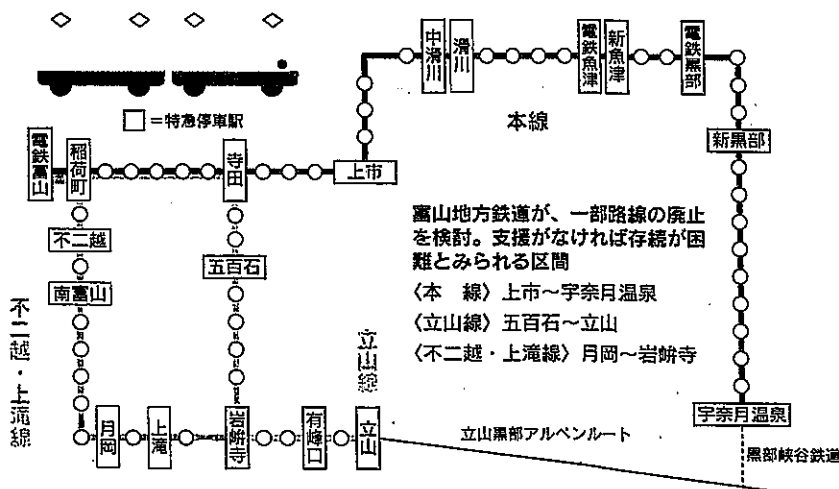 □=特急停車駅
中滑川
滑川
電鉄魚津
新魚津
電鉄黒部
本線
新黒部
電鉄富山
稲荷町
寺田
上市
不二越
南富山
五百石
富山地方鉄道が、一部路線の廃止
を検討。支援がなければ存続が困
難とみられる区間
〈本　線〉上市〜宇奈月温泉
〈立山線〉五百石〜立山
〈不二越・上滝線〉月岡〜岩峅寺
不二越・上滝線
立山線
月岡
上滝
岩峅寺
有峰口
立山
宇奈月温泉
立山黒部アルペンルート
黒部峡谷鉄道